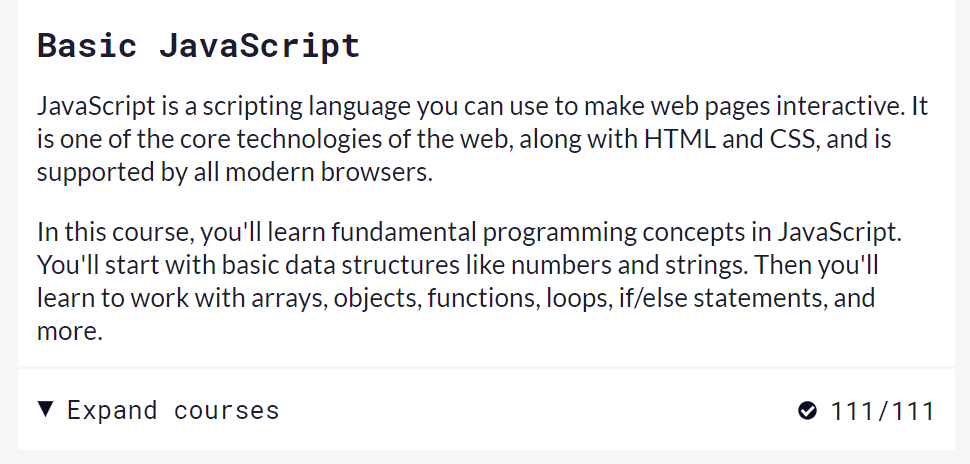 Basic JavaScript
JavaScript is a scripting language you can use to make web pages interactive. It
is one of the core technologies of the web, along with HTML and CSS, and is
supported by all modern browsers.
In this course, you'll learn fundamental programming concepts in JavaScript.
You'll start with basic data structures like numbers and strings. Then you'll
learn to work with arrays, objects, functions, loops, if/else statements, and
more.
Expand courses 111/111